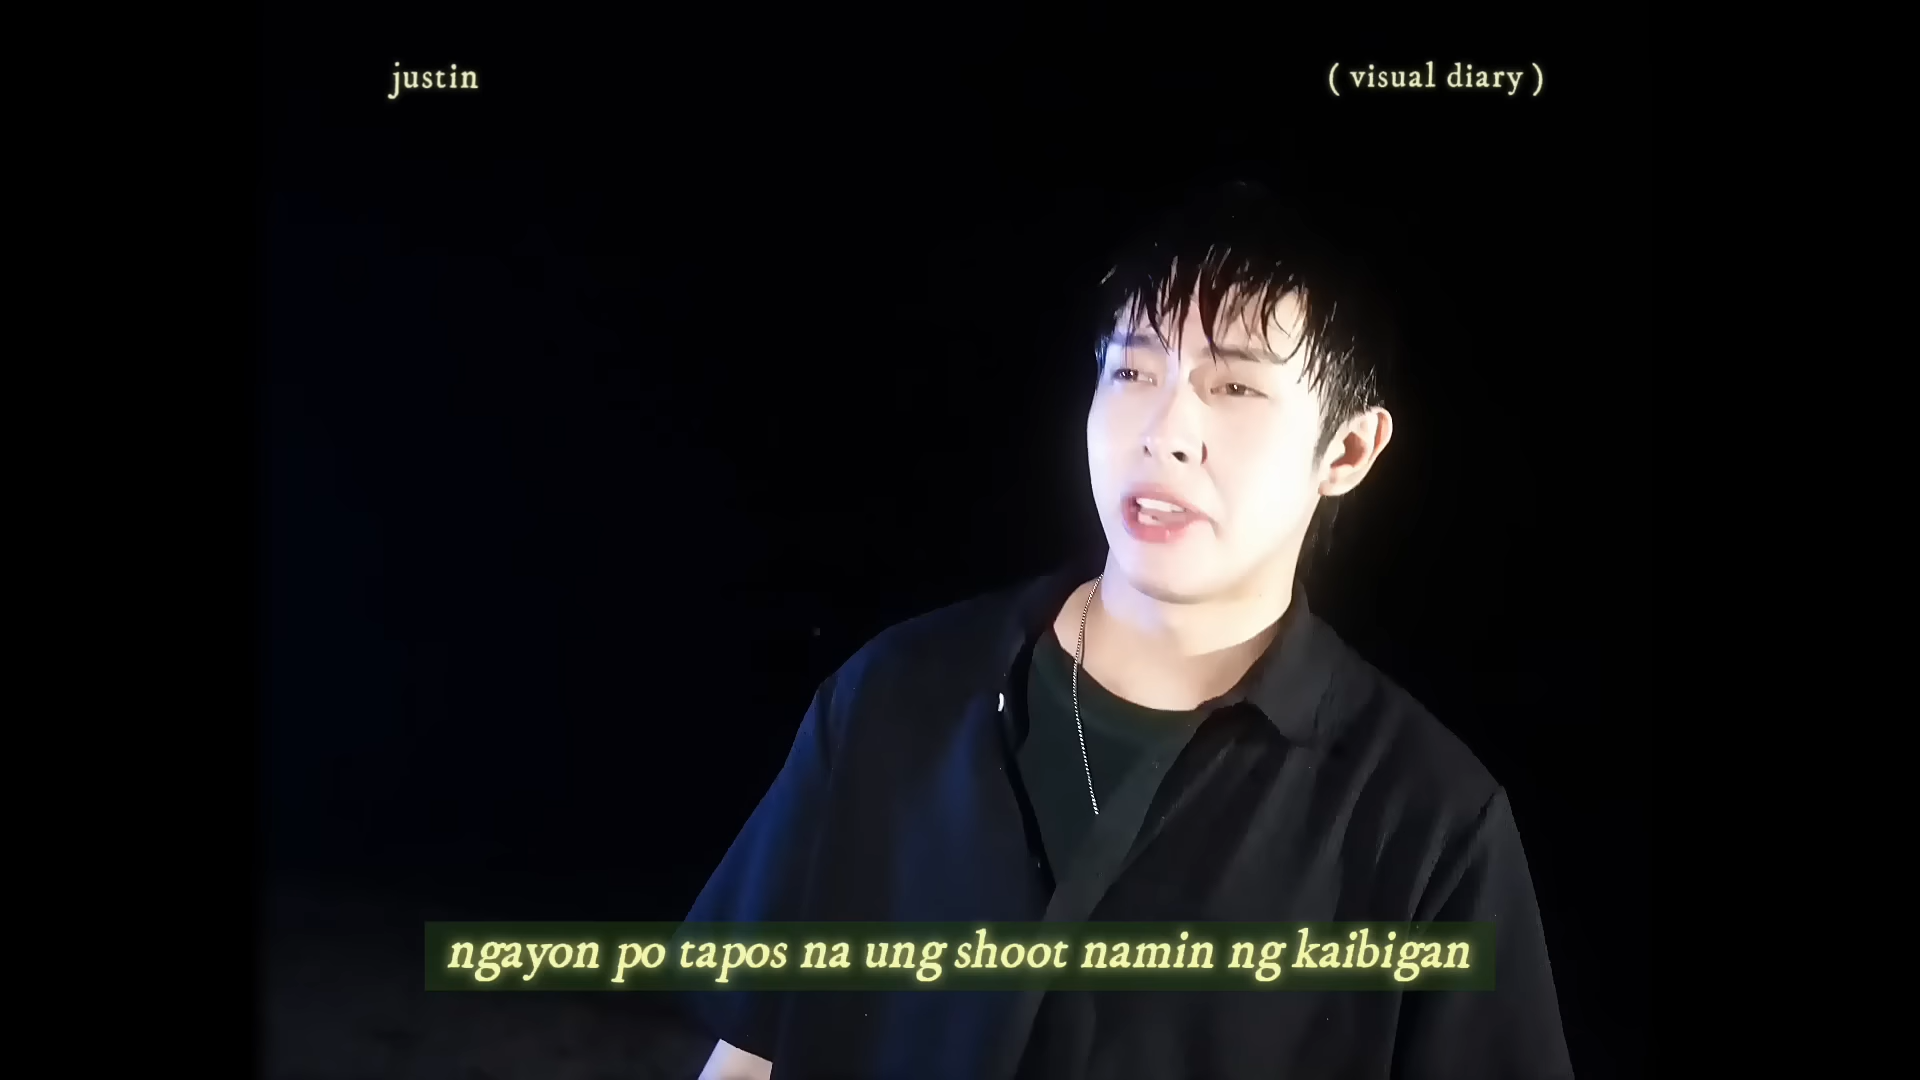 justin
( visual diary )
ngayon po tapos na ung shoot namin ng kaibigan